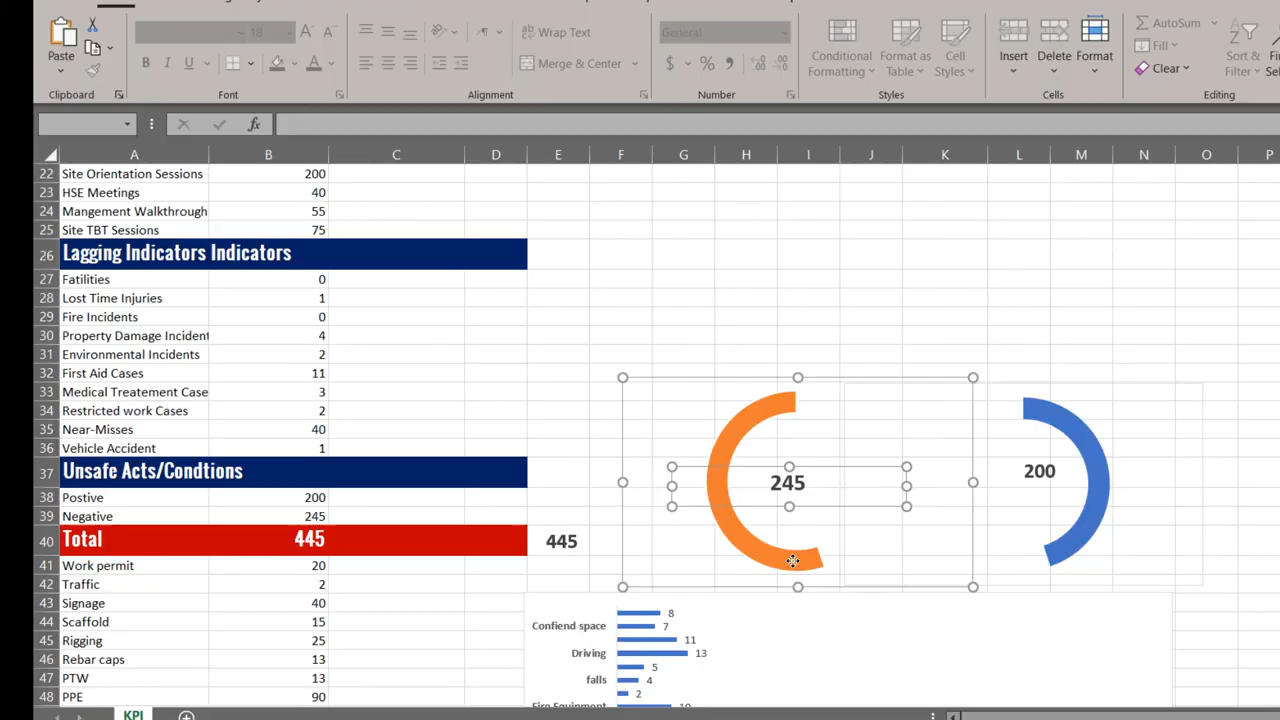 18
General
Wrap Text
Merge & Center
AutoSum
Fill
Clear
Paste
B I U
A A
$ %
Conditional
Formatting
Format as
Table
Cell
Styles
Insert
Delete
Format
Sort &
Filter
Clipboard
Font
Alignment
Number
Styles
Cells
Editing
fx
A B C D E F G H I J K L M N O P
22 Site Orientation Sessions 200
23 HSE Meetings 40
24 Mangement Walkthrough 55
25 Site TBT Sessions 75
26 Lagging Indicators Indicators
27 Fatilities 0
28 Lost Time Injuries 1
29 Fire Incidents 0
30 Property Damage Incident 4
31 Environmental Incidents 2
32 First Aid Cases 11
33 Medical Treatement Case 3
34 Restricted work Cases 2
35 Near-Misses 40
36 Vehicle Accident 1
37 Unsafe Acts/Condtions
38 Postive 200
39 Negative 245
40 Total 445 445
41 Work permit 20
42 Traffic 2
43 Signage 40
44 Scaffold 15
45 Rigging 25
46 Rebar caps 13
47 PTW 13
48 PPE 90
245
200
8
Confiend space 7
11
Driving 13
5
falls 4
2
Fire Equipment 10
KPI